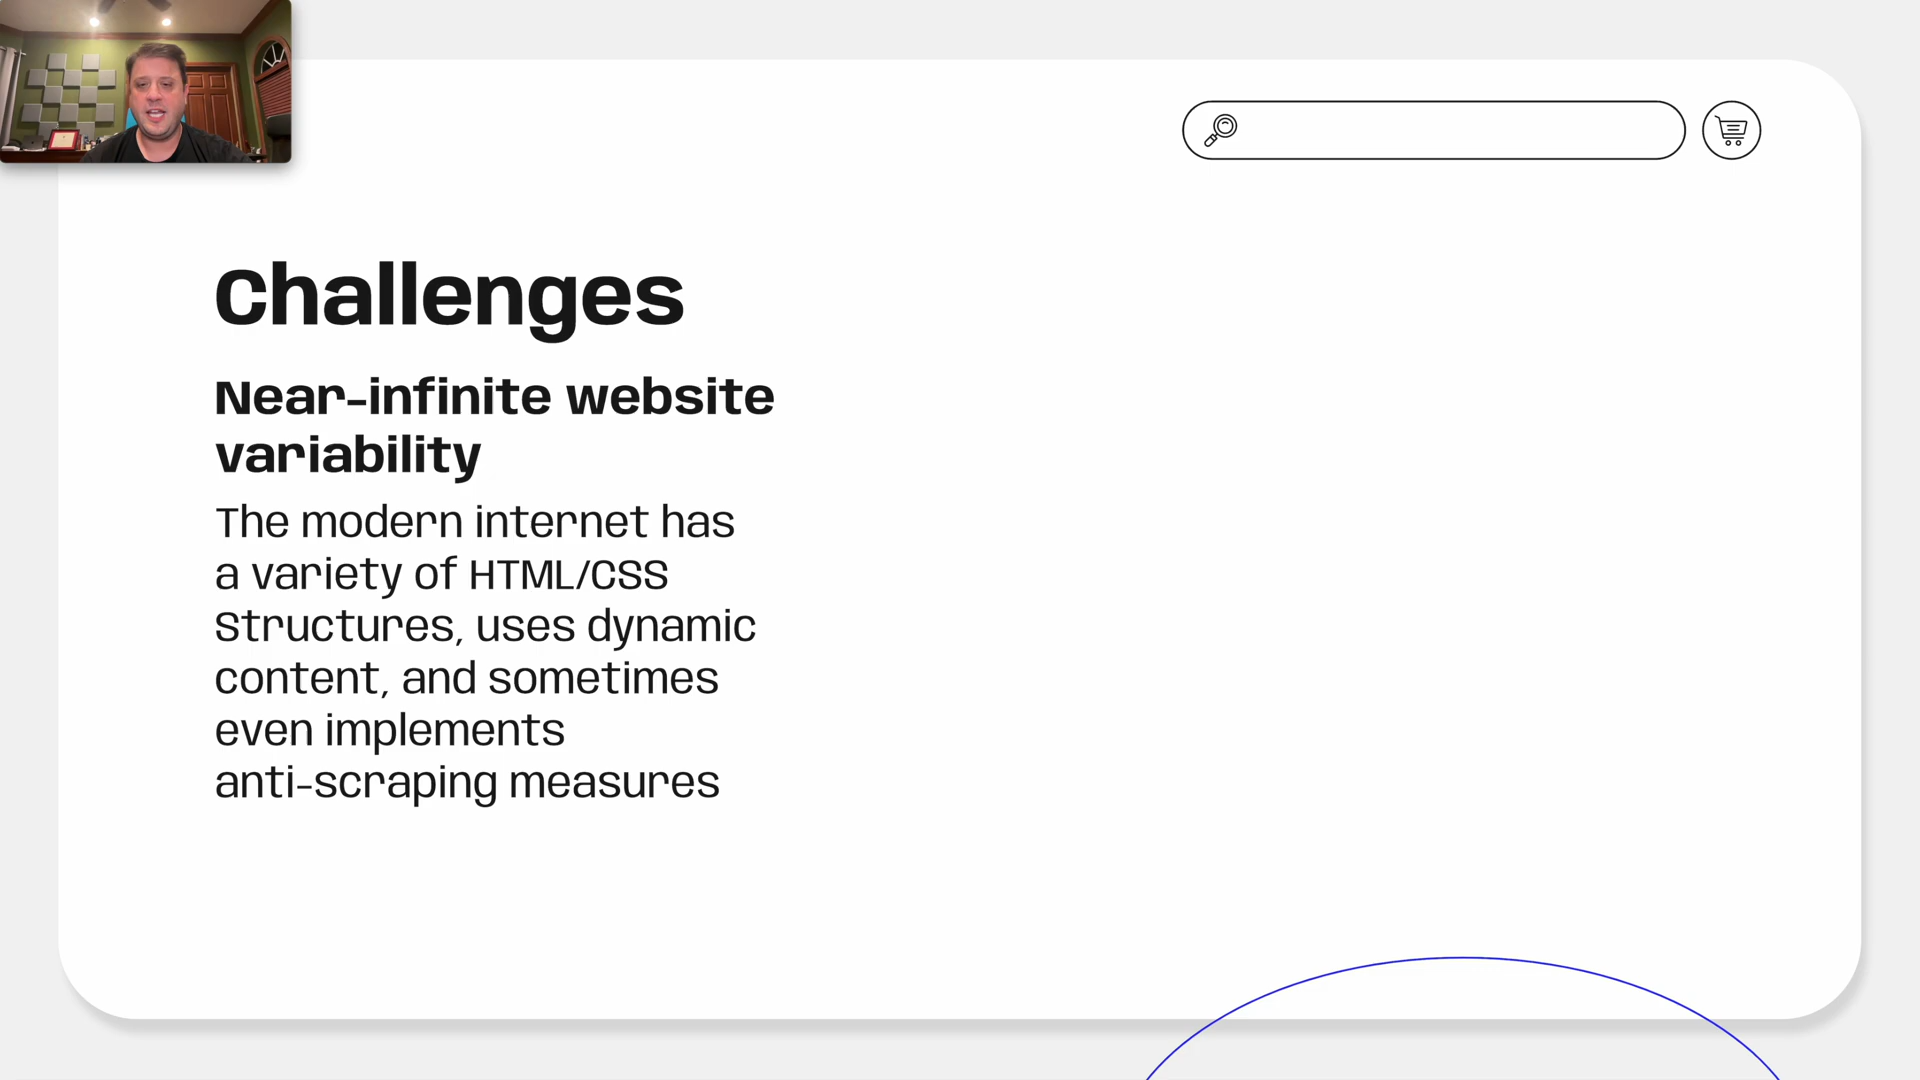 Challenges
Near-infinite website
variability
The modern internet has
a variety of HTML/CSS
Structures, uses dynamic
content, and sometimes
even implements
anti-scraping measures